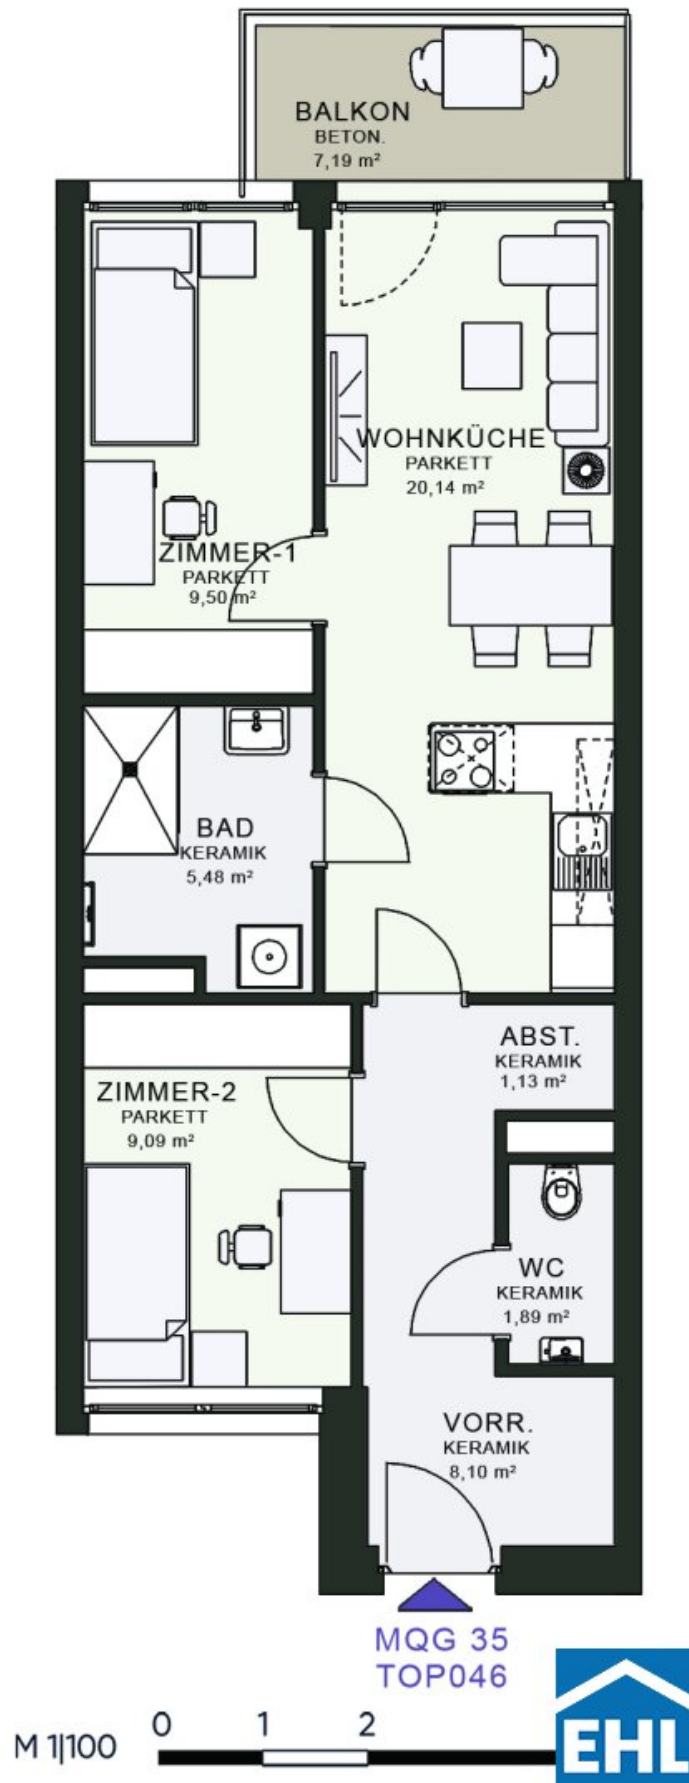 BALKON
BETON.
7,19 m²
WOHNKÜCHE
PARKETT
20,14 m²
ZIMMER-1
PARKETT
9,50 m²
BAD
KERAMIK
5,48 m²
ABST.
KERAMIK
1,13 m²
ZIMMER-2
PARKETT
9,09 m²
WC
KERAMIK
1,89 m²
VORR.
KERAMIK
8,10 m²
MQG 35
TOP046
M 1|100 0 1 2
EHL